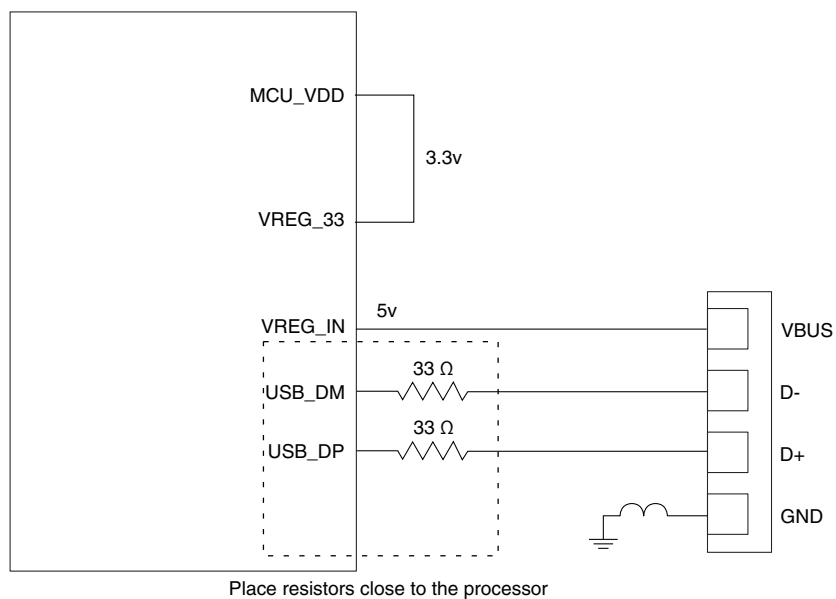 MCU_VDD
3.3v
VREG_33
5v
VREG_IN
VBUS
33 Ω
USB_DM
D-
33 Ω
USB_DP
D+
GND
Place resistors close to the processor